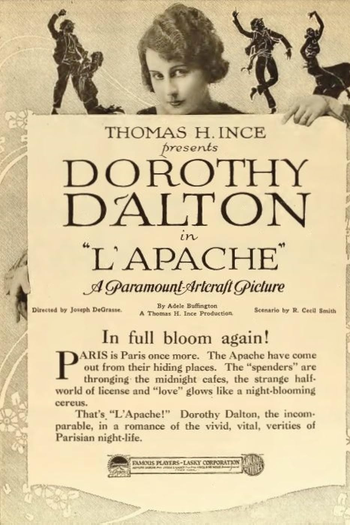 THOMAS H. INCE
presents
DOROTHY
DALTON
in
"L'APACHE"
A Paramount-Artcraft Picture
By Adele Buffington
Directed by Joseph DeGrasse. A Thomas H. Ince Production. Scenario by R. Cecil Smith
In full bloom again!
PARIS is Paris once more. The Apache have come
out from their hiding places. The "spenders" are
thronging the midnight cafes, the strange half-
world of license and "love" glows like a night-blooming
cereus.
That's "L'Apache!" Dorothy Dalton, the incom-
parable, in a romance of the vivid, vital, verities of
Parisian night-life.
FAMOUS PLAYERS-LASKY CORPORATION